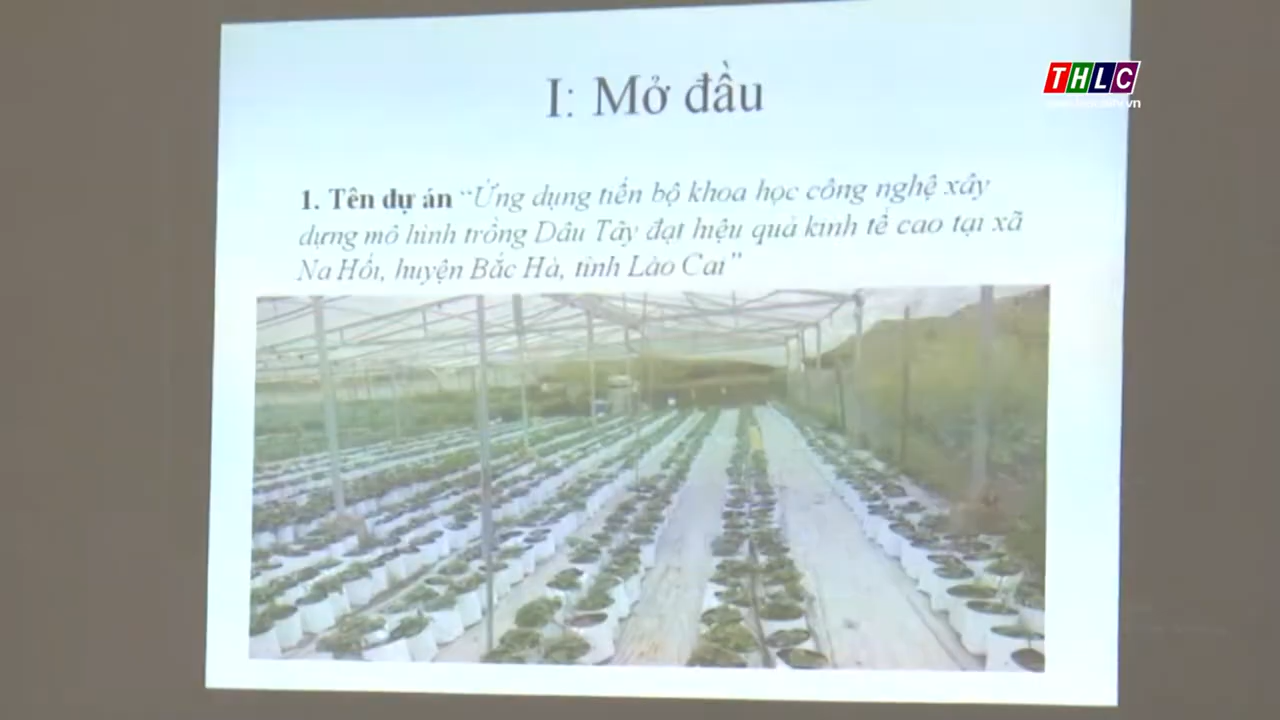 THLC
I: Mở đầu
1. Tên dự án “Ứng dụng tiến bộ khoa học công nghệ xây
dựng mô hình trồng Dâu Tây đạt hiệu quả kinh tế cao tại xã
Na Hối, huyện Bắc Hà, tỉnh Lào Cai”